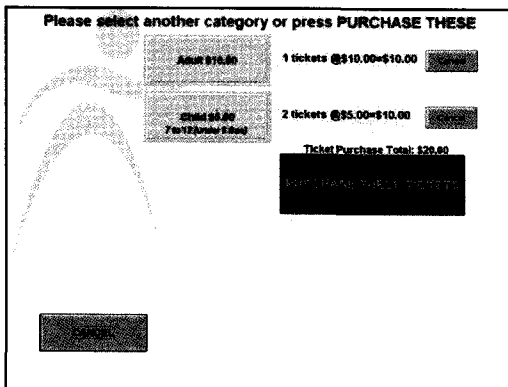 Please select another category or press PURCHASE THESE
Adult $10.00
1 tickets @$10.00=$10.00
Cancel
Child $5.00
2 tickets @$5.00=$10.00
Cancel
Ticket Purchase Total: $20.00
PURCHASE THESE TICKETS